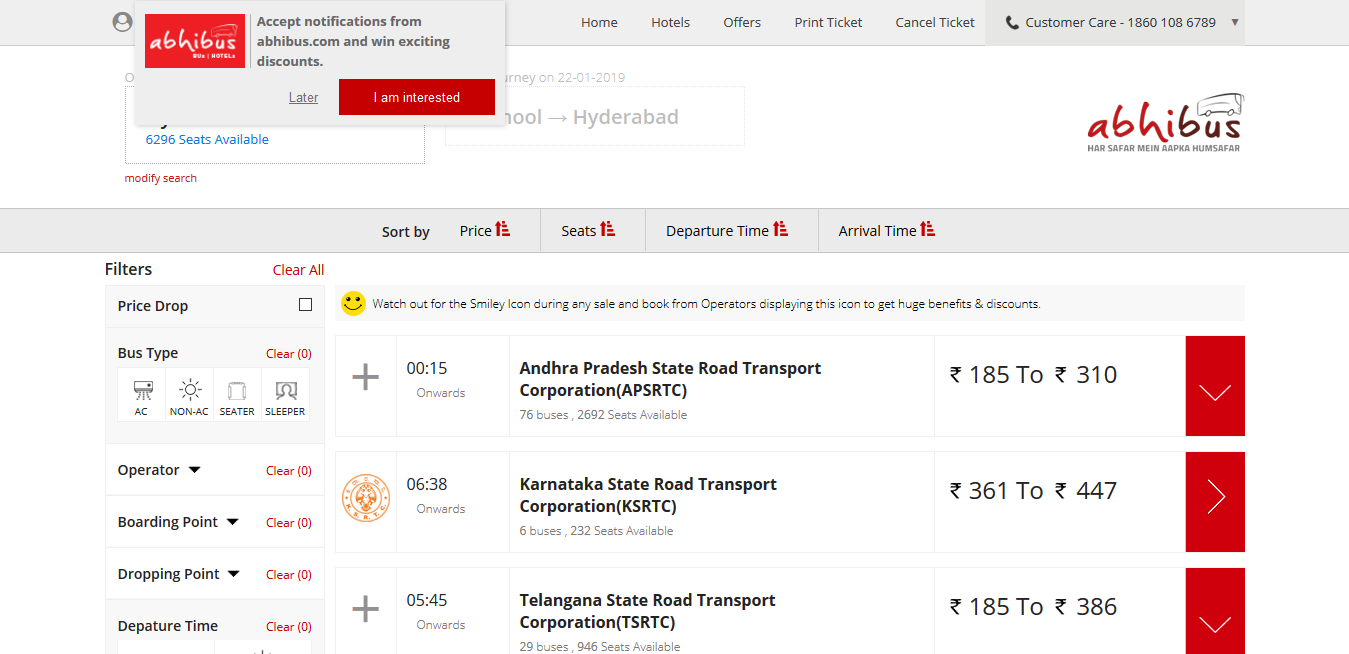 Home
Hotels
Offers
Print Ticket
Cancel Ticket
Customer Care - 1860 108 6789
abhibus
BUS | HOTELS
Accept notifications from
abhibus.com and win exciting
discounts.
Later
I am interested
on 22-01-2019
→ Hyderabad
6296 Seats Available
modify search
abhibus
HAR SAFAR MEIN AAPKA HUMSAFAR
Sort by
Price
Seats
Departure Time
Arrival Time
Filters
Clear All
Price Drop
Bus Type
Clear (0)
AC
NON-AC
SEATER
SLEEPER
Operator
Clear (0)
Boarding Point
Clear (0)
Dropping Point
Clear (0)
Depature Time
Clear (0)
Watch out for the Smiley Icon during any sale and book from Operators displaying this icon to get huge benefits & discounts.
00:15
Onwards
Andhra Pradesh State Road Transport
Corporation(APSRTC)
76 buses , 2692 Seats Available
₹ 185 To ₹ 310
06:38
Onwards
Karnataka State Road Transport
Corporation(KSRTC)
6 buses , 232 Seats Available
₹ 361 To ₹ 447
05:45
Onwards
Telangana State Road Transport
Corporation(TSRTC)
29 buses , 946 Seats Available
₹ 185 To ₹ 386